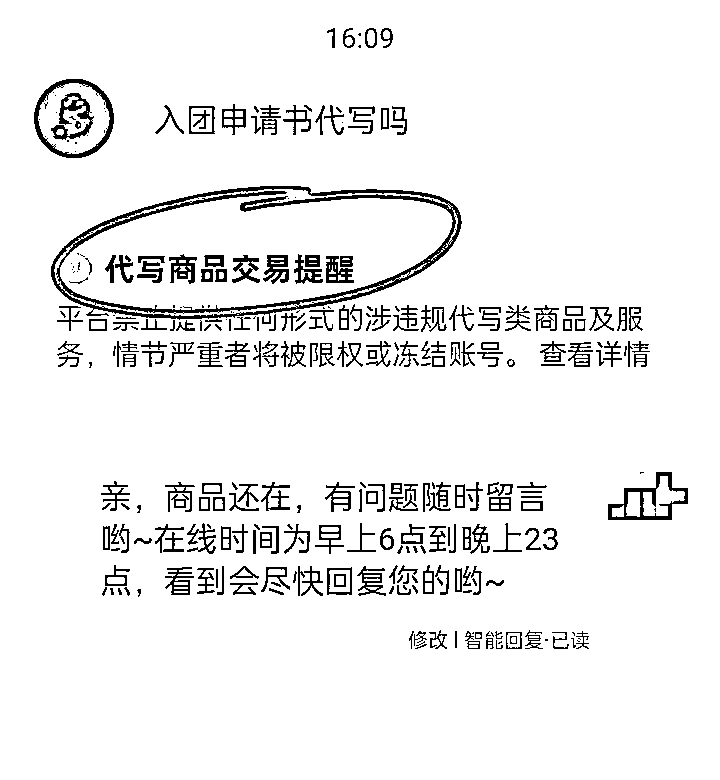 16:09
入团申请书代写吗
代写商品交易提醒
平台禁止提供任何形式的涉违规代写类商品及服
务，情节严重者将被限权或冻结账号。 查看详情
亲，商品还在，有问题随时留言
哟~在线时间为早上6点到晚上23
点，看到会尽快回复您的哟~
修改 | 智能回复·已读